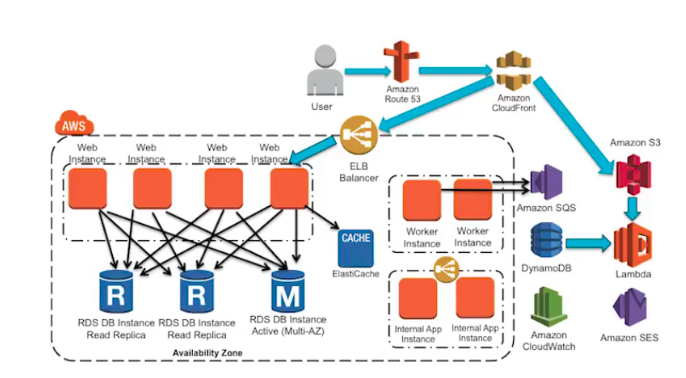 User
Amazon
Route 53
Amazon
CloudFront
AWS
Web
Instance
Web
Instance
Web
Instance
Web
Instance
ELB
Balancer
Amazon S3
Worker
Instance
Worker
Instance
Amazon SQS
CACHE
ElastiCache
DynamoDB
Lambda
R
R
M
RDS DB Instance
Read Replica
RDS DB Instance
Read Replica
RDS DB Instance
Active (Multi-AZ)
Internal App
Instance
Internal App
Instance
Amazon
CloudWatch
Amazon SES
Availability Zone